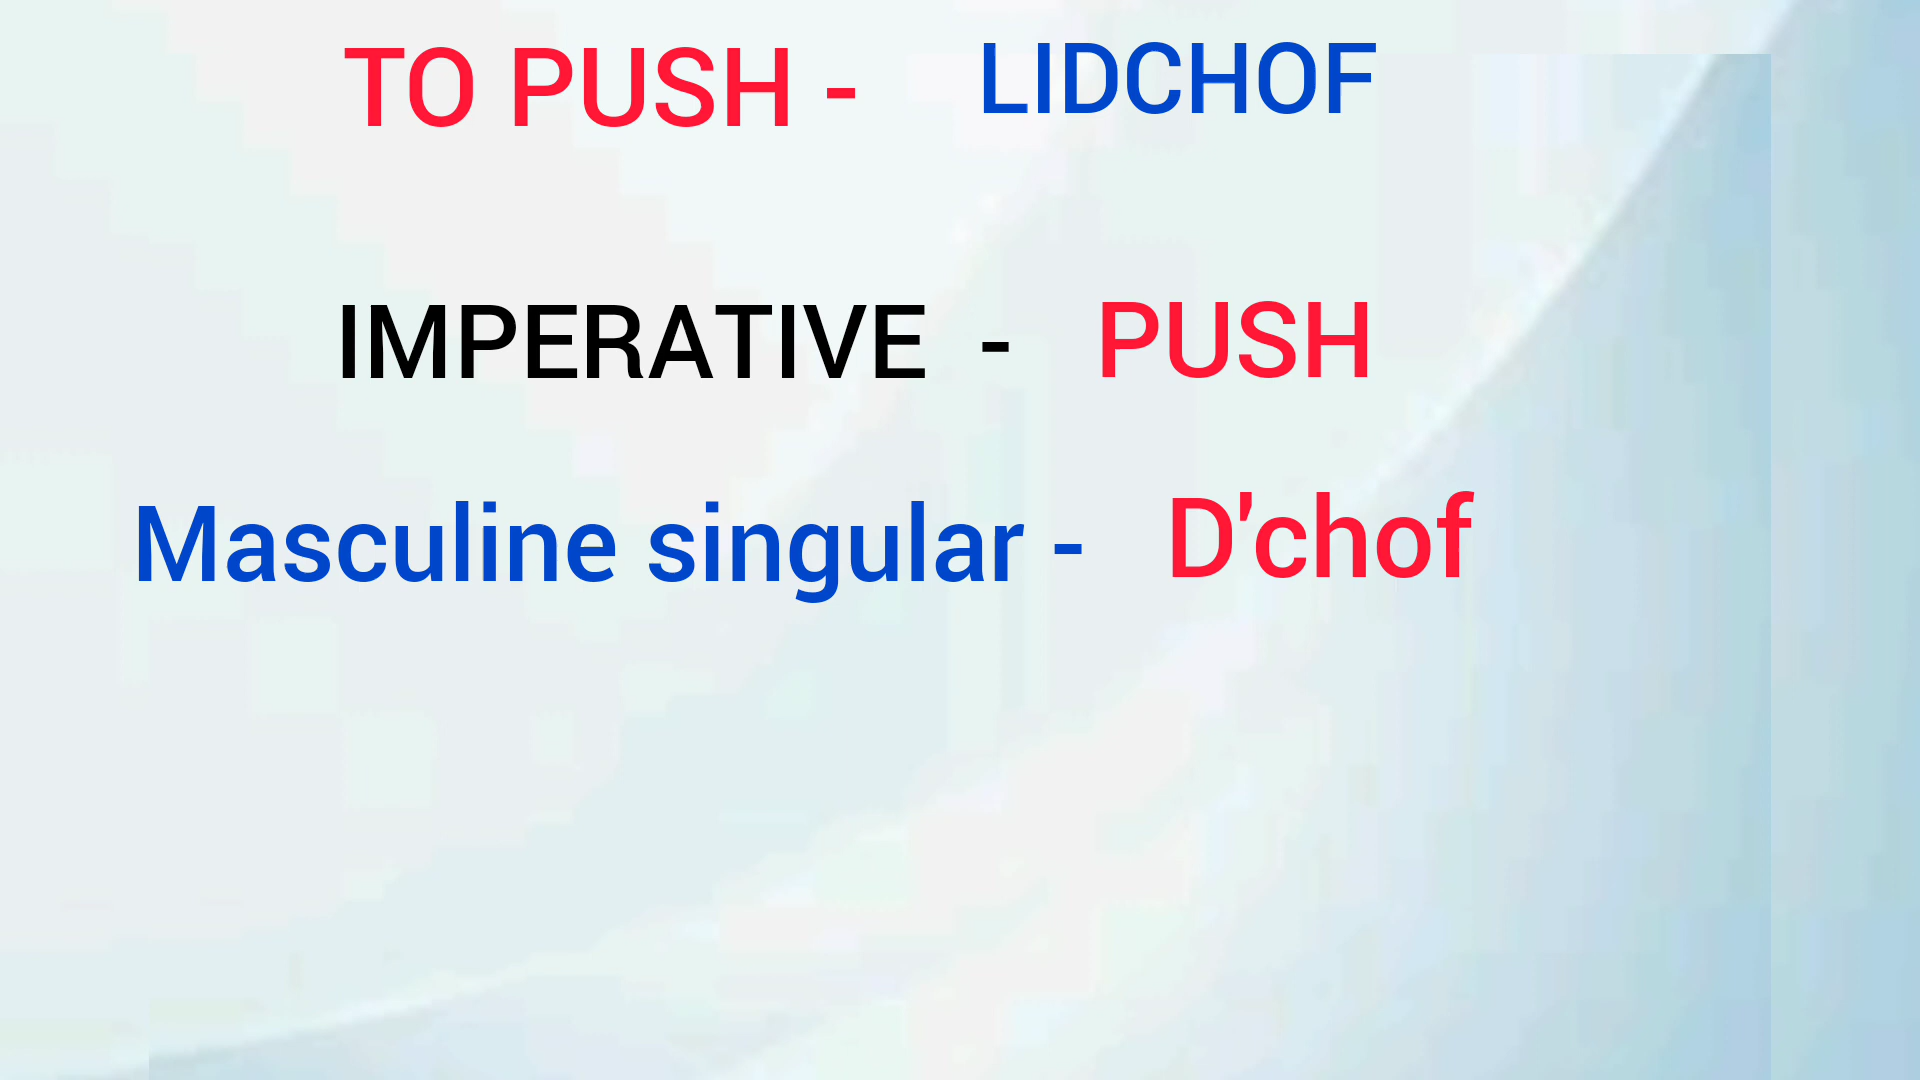 TO PUSH - LIDCHOF
IMPERATIVE - PUSH
Masculine singular - D'chof